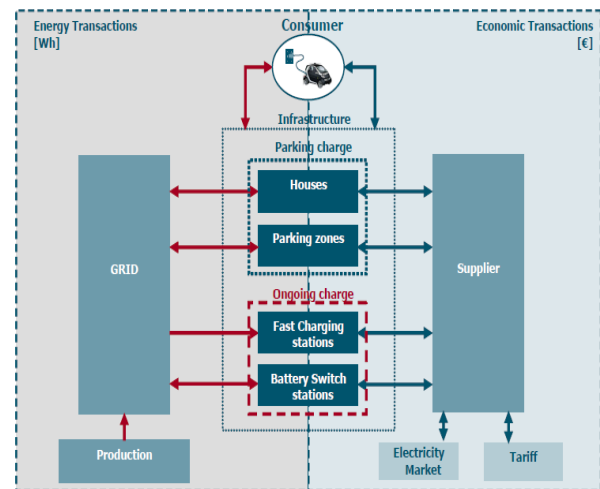 Energy Transactions
[Wh]
Consumer
Economic Transactions
[€]
Infrastructure
Parking charge
Houses
Parking zones
GRID
Supplier
Ongoing charge
Fast Charging
stations
Battery Switch
stations
Production
Electricity
Market
Tariff